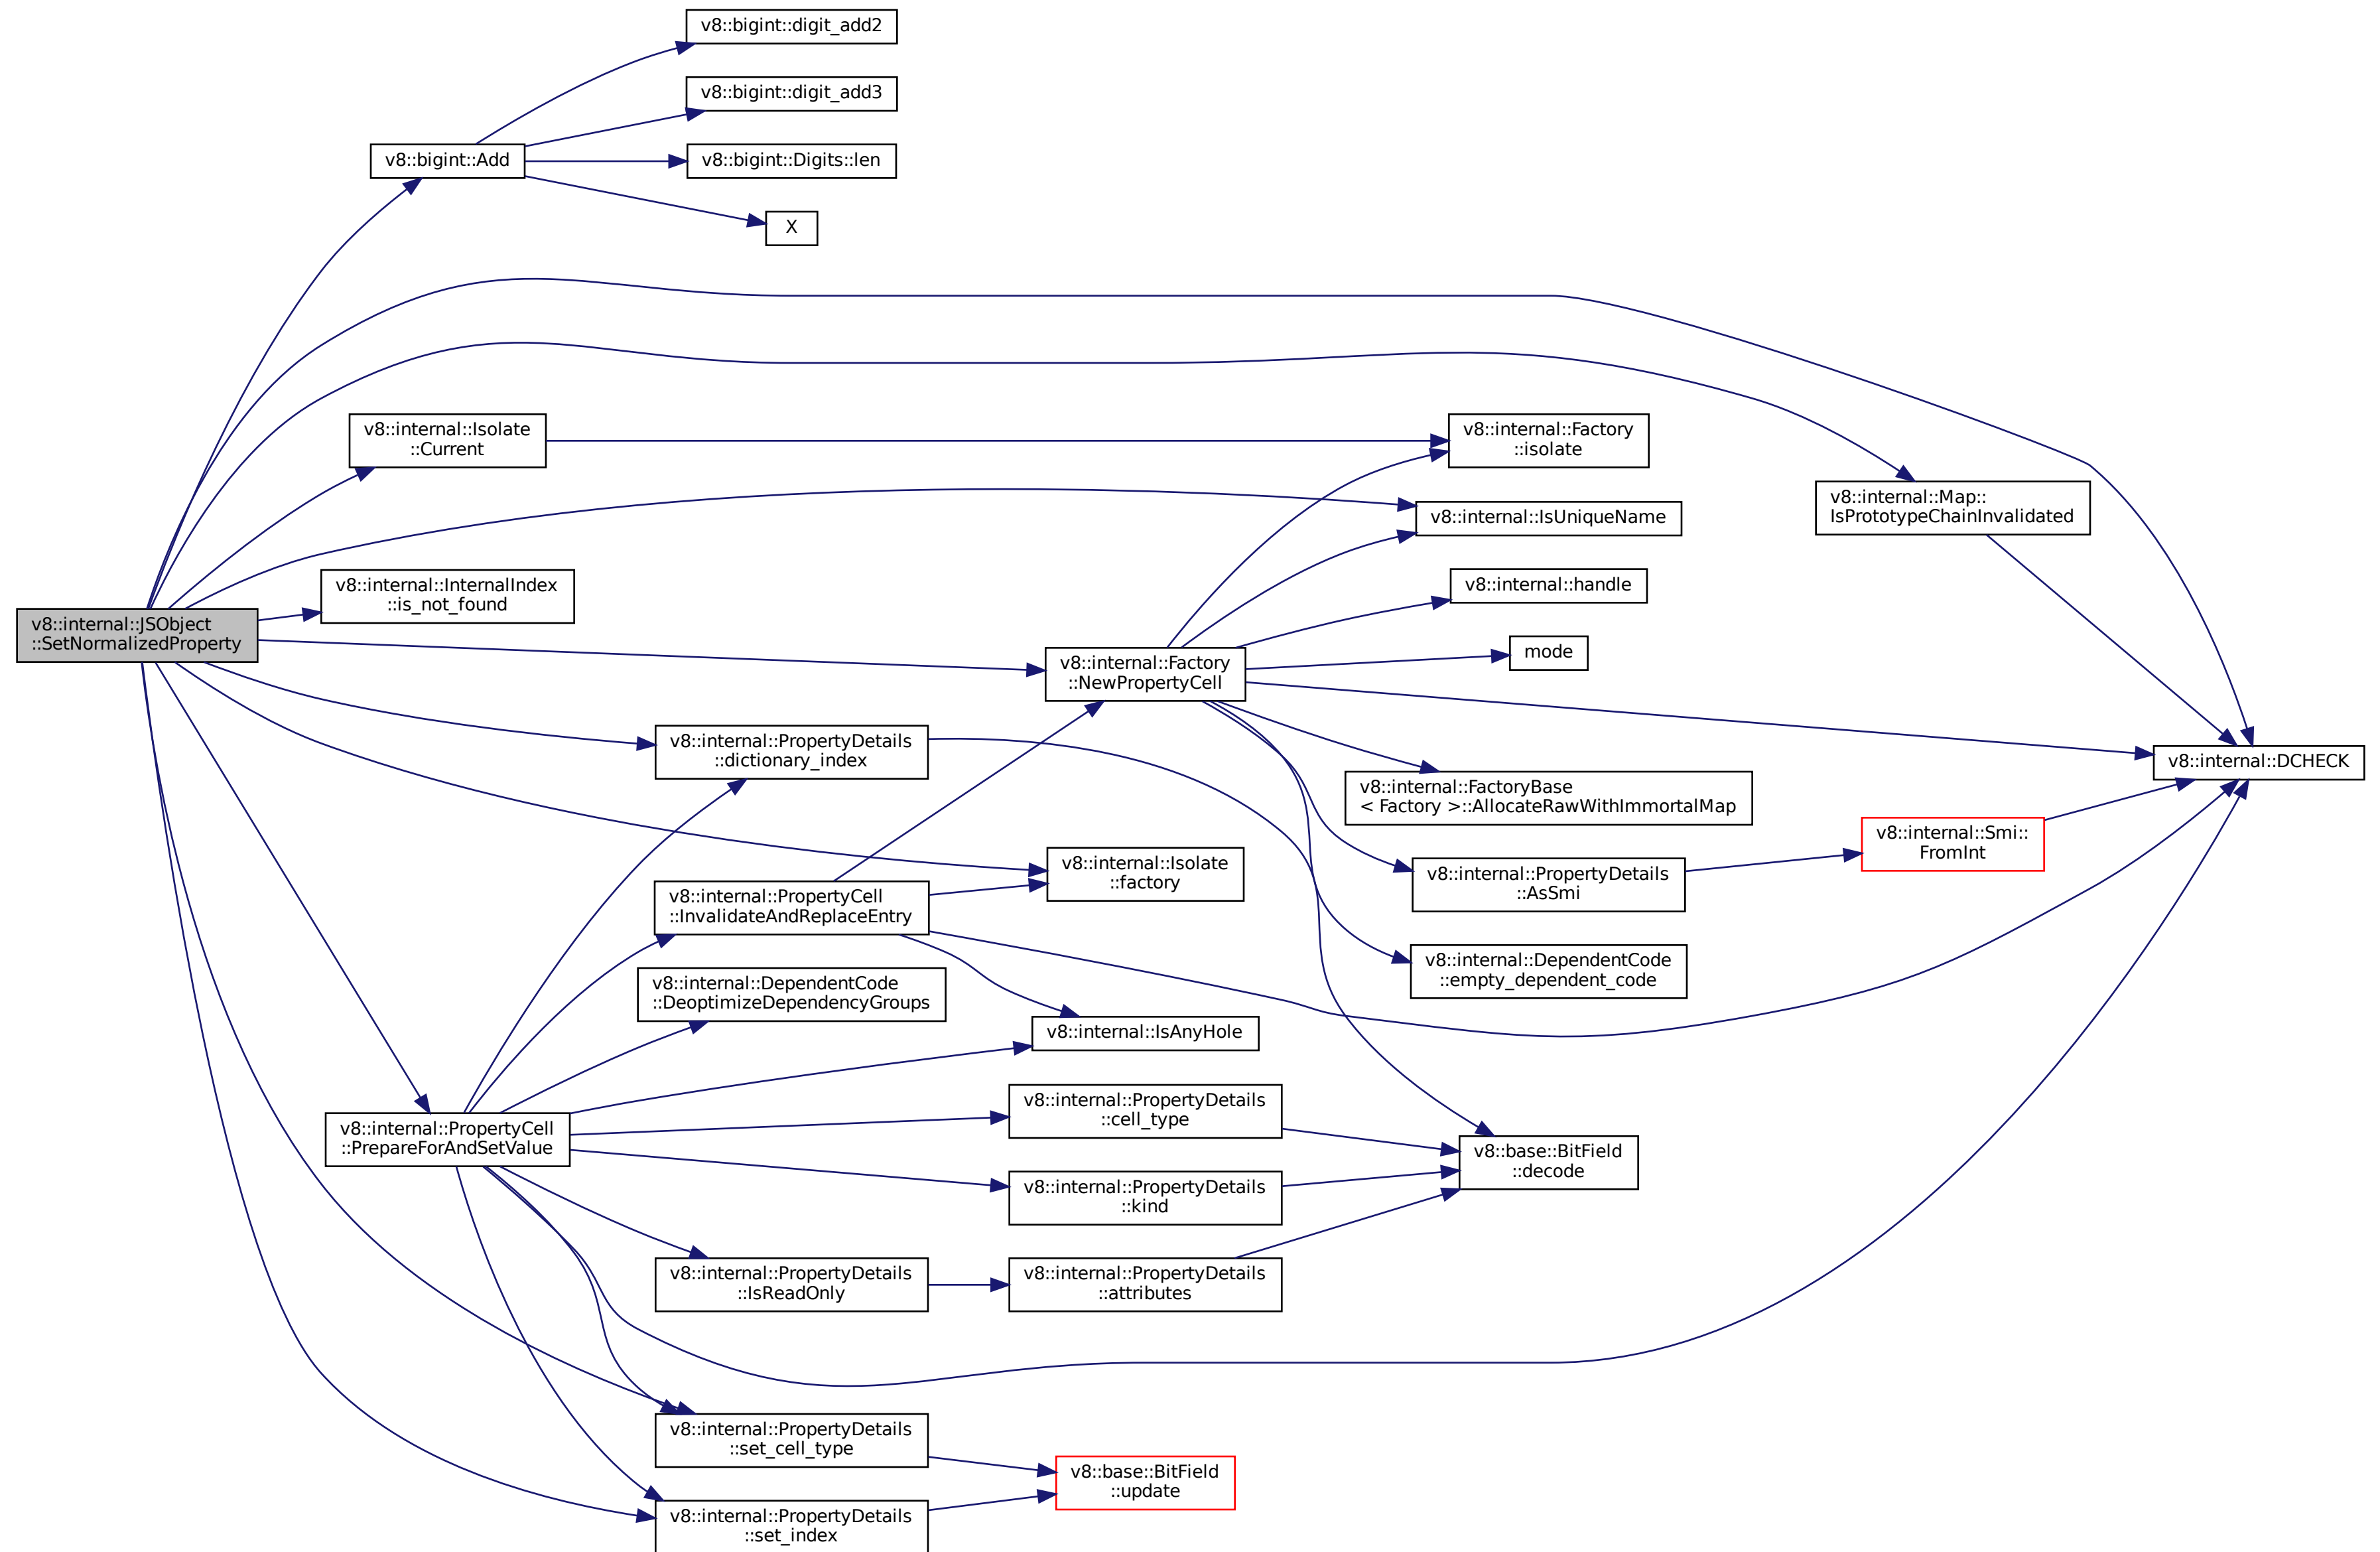 v8::bigint::digit_add2
v8::bigint::digit_add3
v8::bigint::Add
v8::bigint::Digits::len
X
v8::internal::Isolate
::Current
v8::internal::Factory
::isolate
v8::internal::Map::
IsPrototypeChainInvalidated
v8::internal::IsUniqueName
v8::internal::InternalIndex
::is_not_found
v8::internal::handle
v8::internal::JSObject
::SetNormalizedProperty
mode
v8::internal::Factory
::NewPropertyCell
v8::internal::PropertyDetails
::dictionary_index
v8::internal::DCHECK
v8::internal::FactoryBase
< Factory >::AllocateRawWithImmortalMap
v8::internal::Smi::
FromInt
v8::internal::Isolate
::factory
v8::internal::PropertyDetails
::AsSmi
v8::internal::PropertyCell
::InvalidateAndReplaceEntry
v8::internal::DependentCode
::empty_dependent_code
v8::internal::DependentCode
::DeoptimizeDependencyGroups
v8::internal::IsAnyHole
v8::internal::PropertyDetails
::cell_type
v8::internal::PropertyCell
::PrepareForAndSetValue
v8::base::BitField
::decode
v8::internal::PropertyDetails
::kind
v8::internal::PropertyDetails
::IsReadOnly
v8::internal::PropertyDetails
::attributes
v8::internal::PropertyDetails
::set_cell_type
v8::base::BitField
::update
v8::internal::PropertyDetails
::set_index